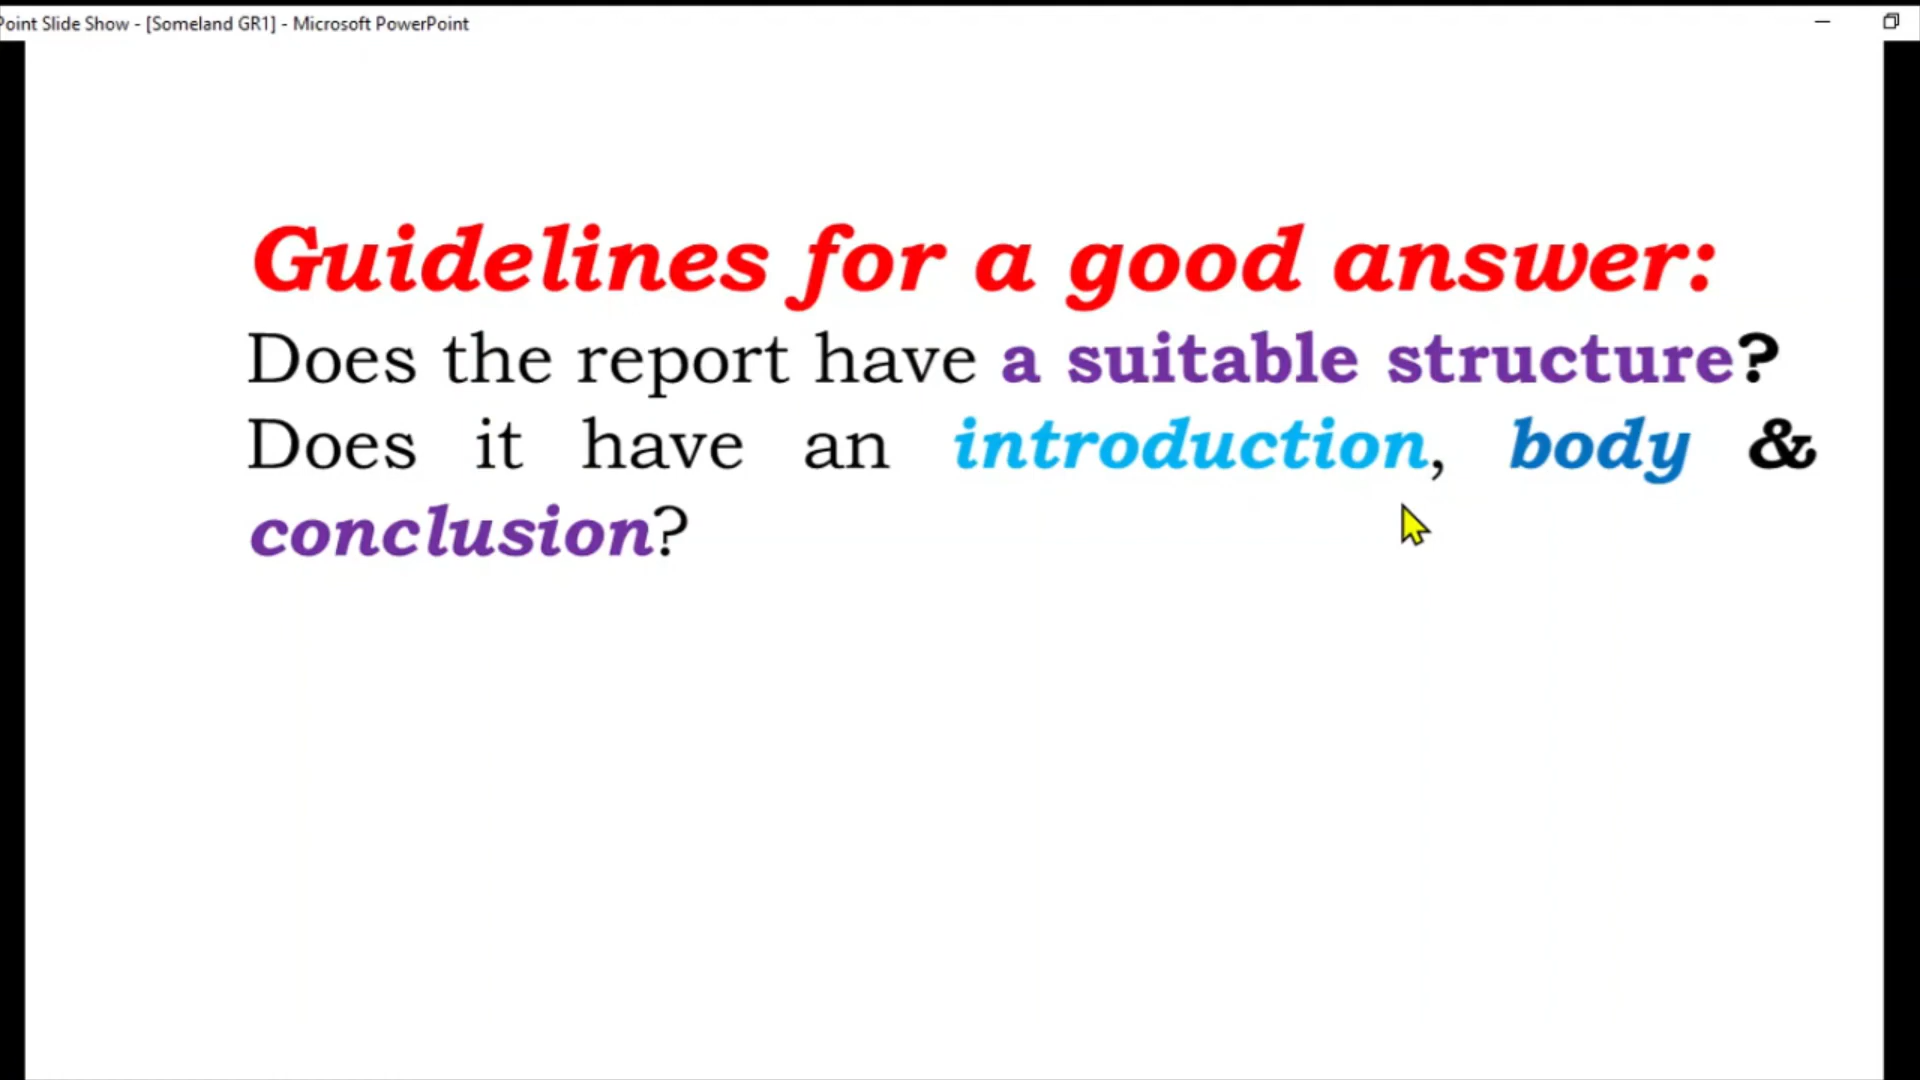 Point Slide Show - [Someland GR1] - Microsoft PowerPoint
Guidelines for a good answer:
Does the report have a suitable structure?
Does it have an introduction, body &
conclusion?